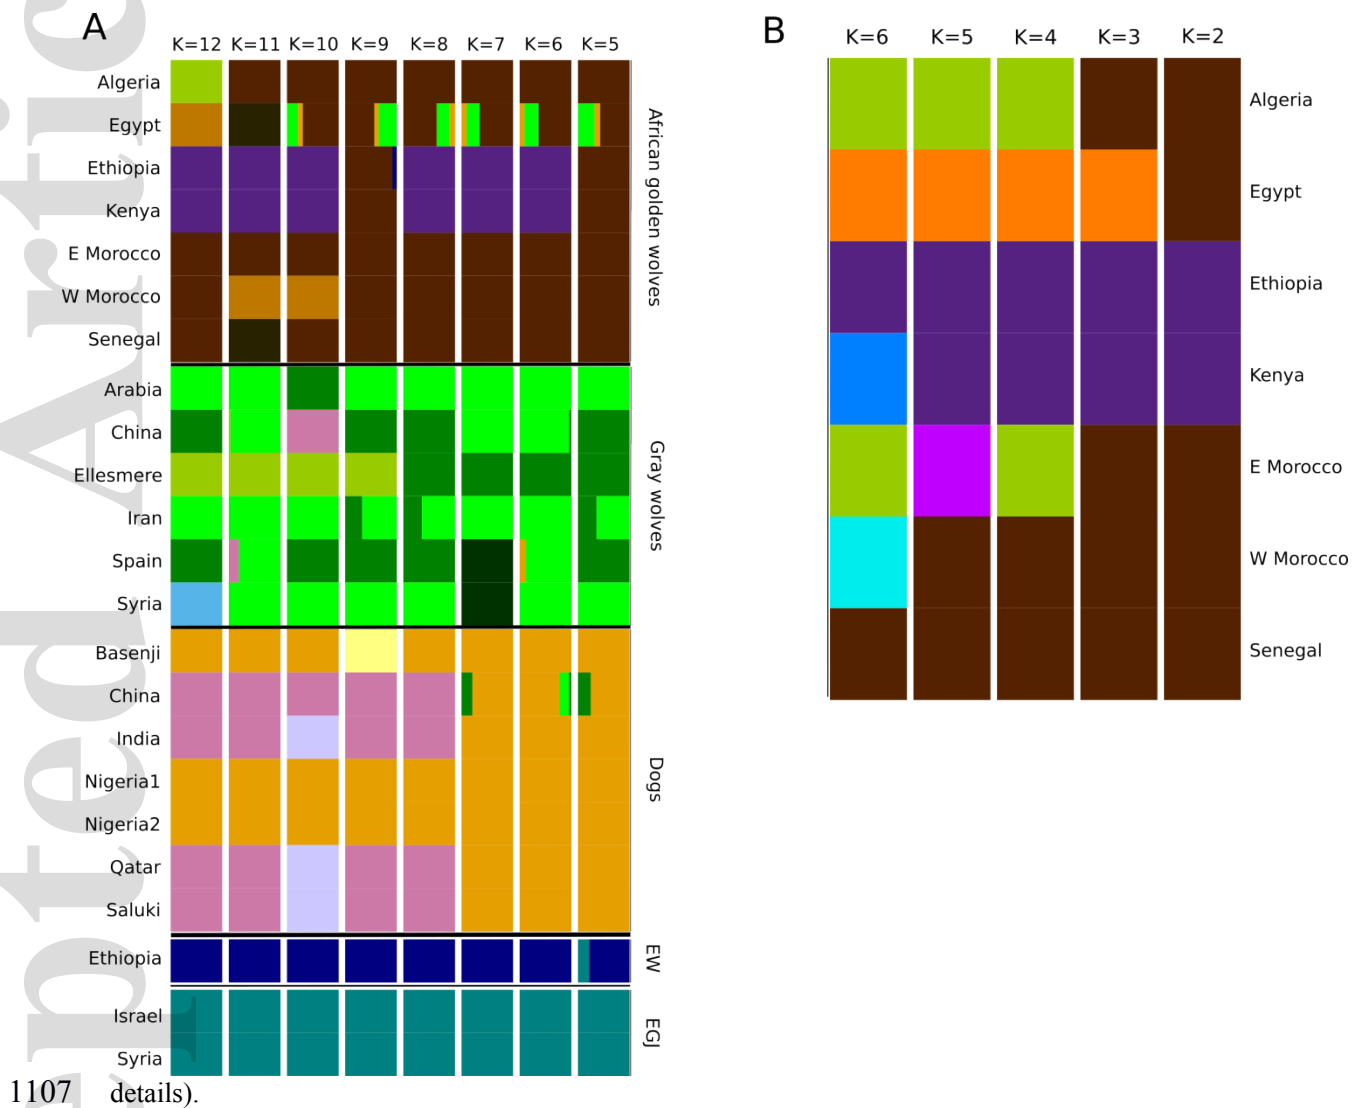 A
K=12 K=11 K=10 K=9 K=8 K=7 K=6 K=5
Algeria
Egypt
Ethiopia
Kenya
E Morocco
W Morocco
Senegal
African golden wolves
Arabia
China
Ellesmere
Iran
Spain
Syria
Gray wolves
Basenji
China
India
Nigeria1
Nigeria2
Qatar
Saluki
Dogs
Ethiopia
EW
Israel
Syria
EGJ
B
K=6 K=5 K=4 K=3 K=2
Algeria
Egypt
Ethiopia
Kenya
E Morocco
W Morocco
Senegal
1107 details).
epted Artic